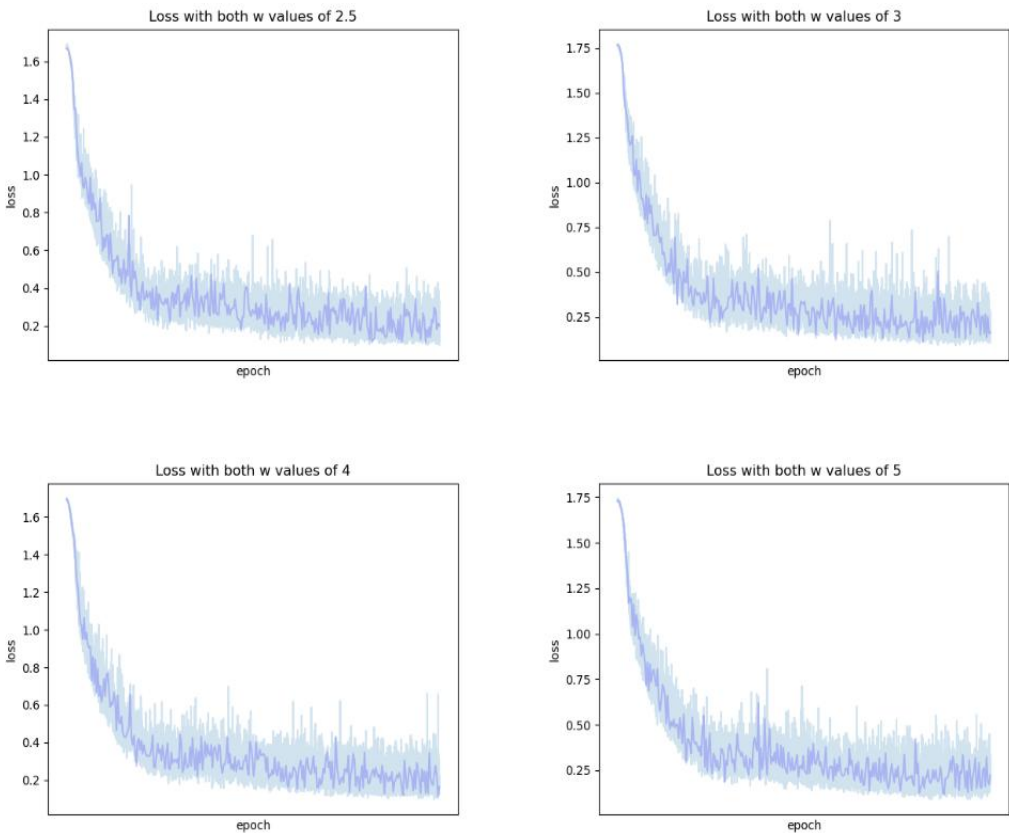 Loss with both w values of 2.5
1.6
1.4
1.2
1.0
0.8
0.6
0.4
0.2
loss
epoch
Loss with both w values of 3
1.75
1.50
1.25
1.00
0.75
0.50
0.25
loss
epoch
Loss with both w values of 4
1.6
1.4
1.2
1.0
0.8
0.6
0.4
0.2
loss
epoch
Loss with both w values of 5
1.75
1.50
1.25
1.00
0.75
0.50
0.25
loss
epoch